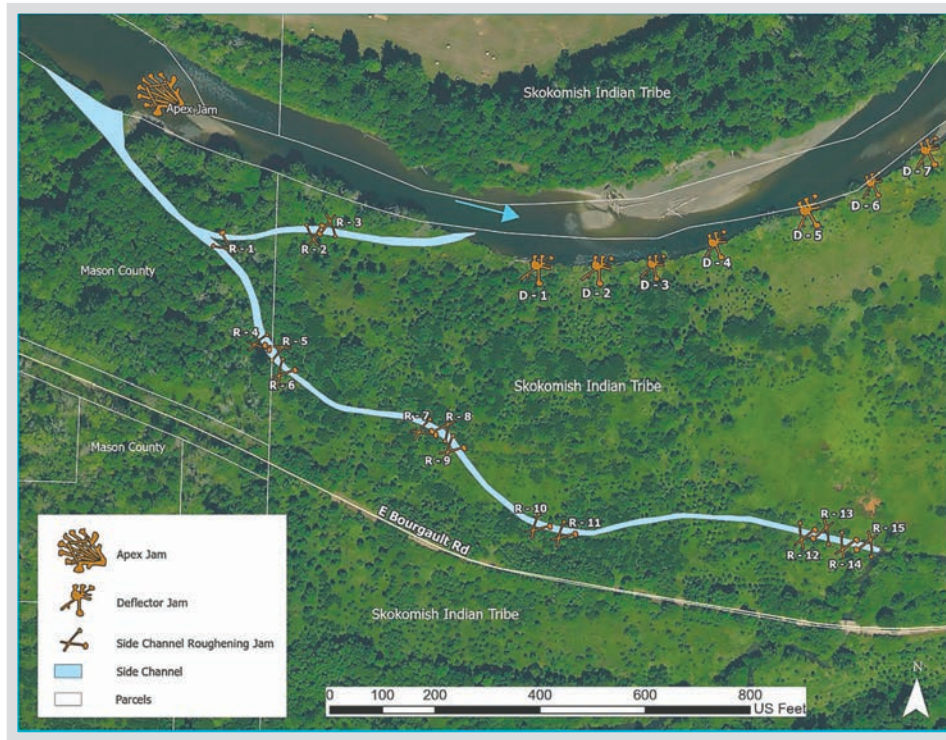 Skokomish Indian Tribe
Apex Jam
D - 7
D - 6
D - 5
R - 3
R - 1
R - 2
D - 4
Mason County
D - 1
D - 2
D - 3
R - 4
R - 5
R - 6
Skokomish Indian Tribe
R - 7
R - 8
Mason County
R - 9
R - 10
R - 11
R - 13
R - 15
E Bourgault Rd
R - 12
R - 14
Apex Jam
Deflector Jam
Skokomish Indian Tribe
Side Channel Roughening Jam
Side Channel
Parcels
0 100 200 400 600 800
US Feet
N